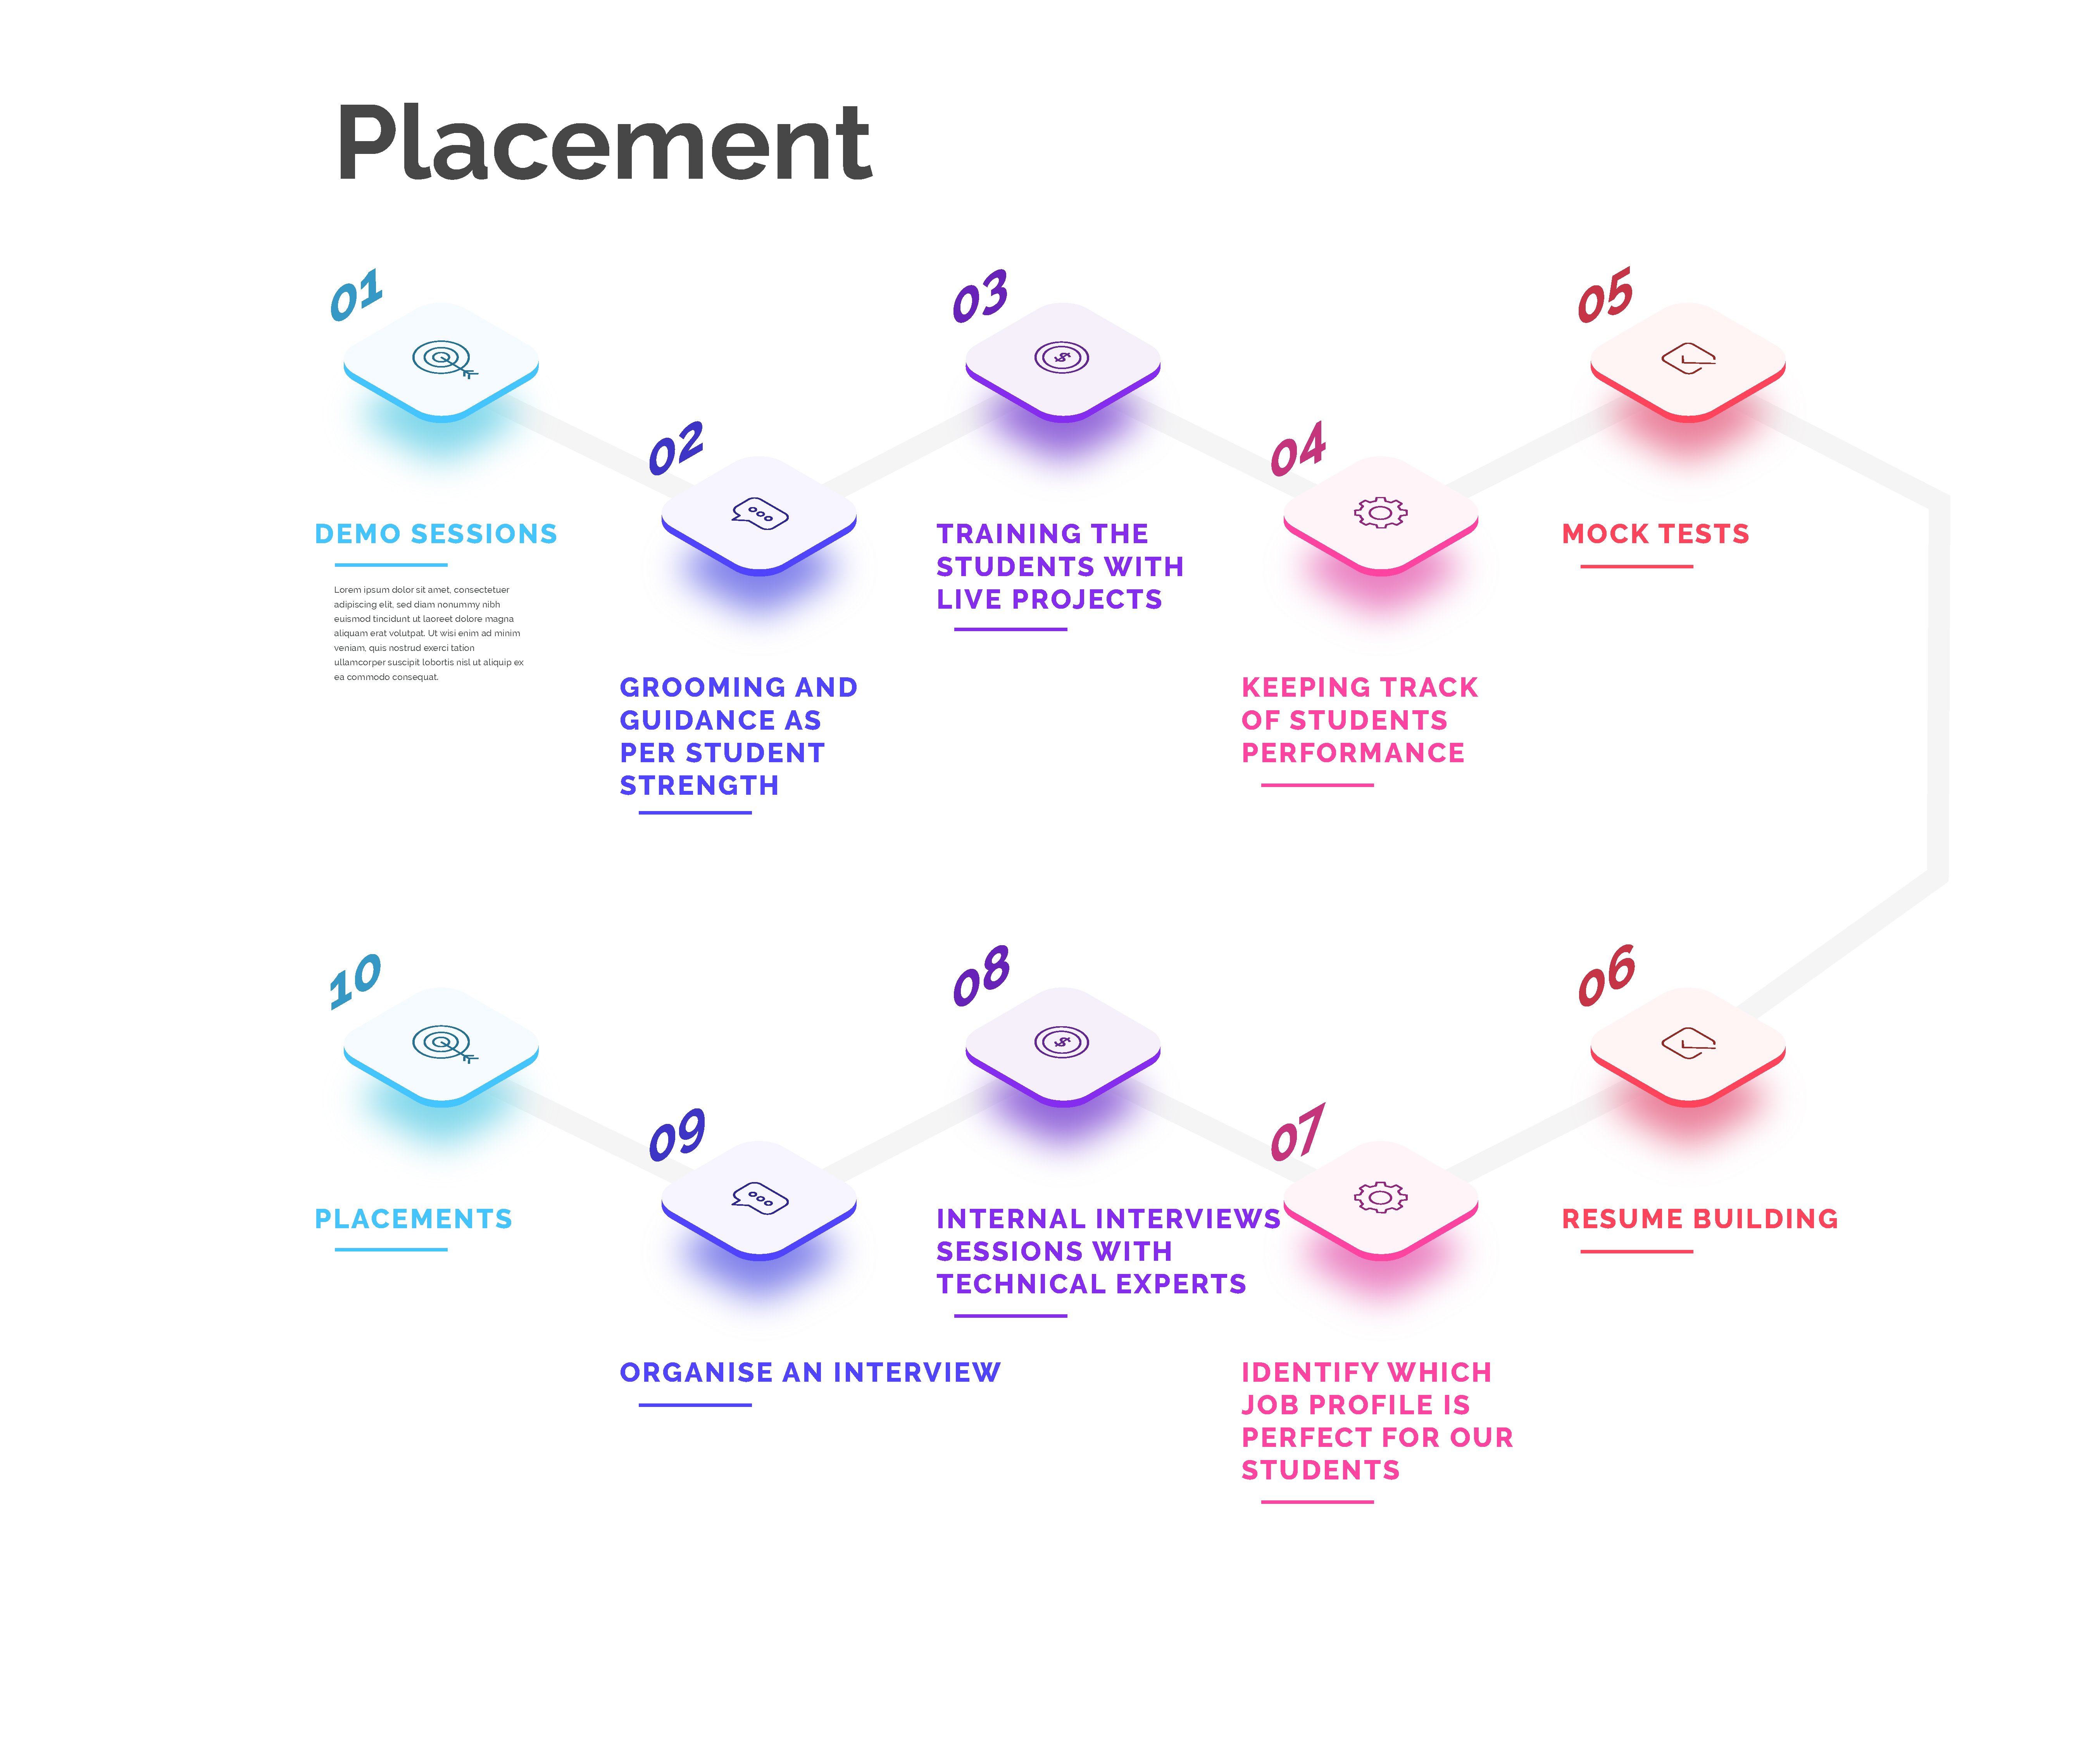 Placement
01
DEMO SESSIONS
Lorem ipsum dolor sit amet, consectetuer
adipiscing elit, sed diam nonummy nibh
euismod tincidunt ut laoreet dolore magna
aliquam erat volutpat. Ut wisi enim ad minim
veniam, quis nostrud exerci tation
ullamcorper suscipit lobortis nisl ut aliquip ex
ea commodo consequat.
02
GROOMING AND
GUIDANCE AS
PER STUDENT
STRENGTH
03
$
TRAINING THE
STUDENTS WITH
LIVE PROJECTS
04
KEEPING TRACK
OF STUDENTS
PERFORMANCE
05
MOCK TESTS
06
RESUME BUILDING
07
IDENTIFY WHICH
JOB PROFILE IS
PERFECT FOR OUR
STUDENTS
08
$
INTERNAL INTERVIEWS
SESSIONS WITH
TECHNICAL EXPERTS
09
ORGANISE AN INTERVIEW
10
PLACEMENTS